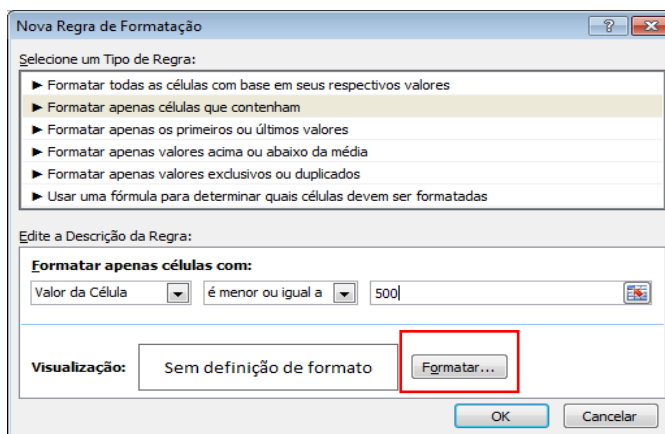 Nova Regra de Formatação
Selecione um Tipo de Regra:
► Formatar todas as células com base em seus respectivos valores
► Formatar apenas células que contenham
► Formatar apenas os primeiros ou últimos valores
► Formatar apenas valores acima ou abaixo da média
► Formatar apenas valores exclusivos ou duplicados
► Usar uma fórmula para determinar quais células devem ser formatadas
Edite a Descrição da Regra:
Formatar apenas células com:
Valor da Célula é menor ou igual a 500
Visualização: Sem definição de formato Formatar...
OK Cancelar